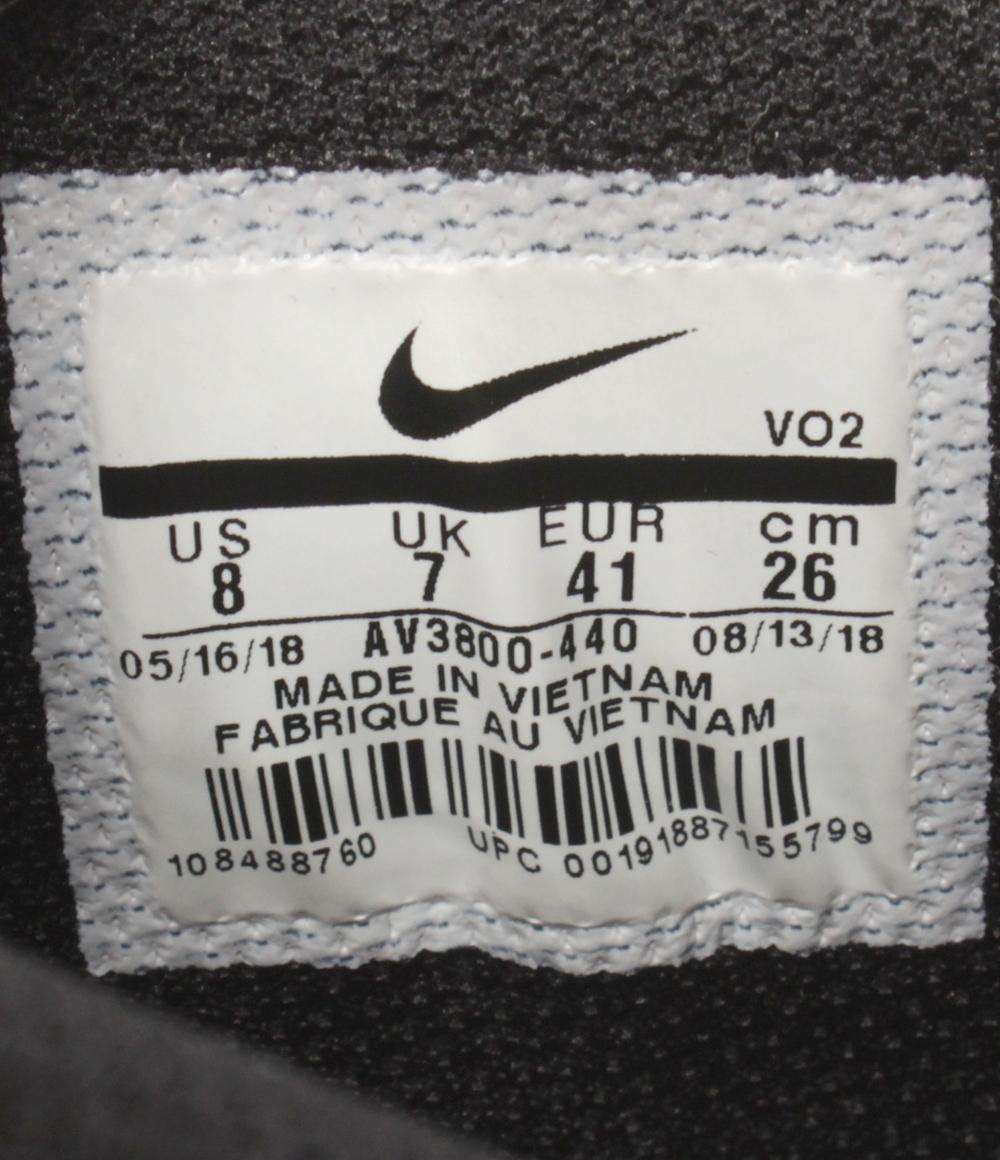 VO2
US UK EUR cm
8 7 41 26
05/16/18 AV3800-440 08/13/18
MADE IN VIETNAM
FABRIQUE AU VIETNAM
1084888760 UPC 00191887155799